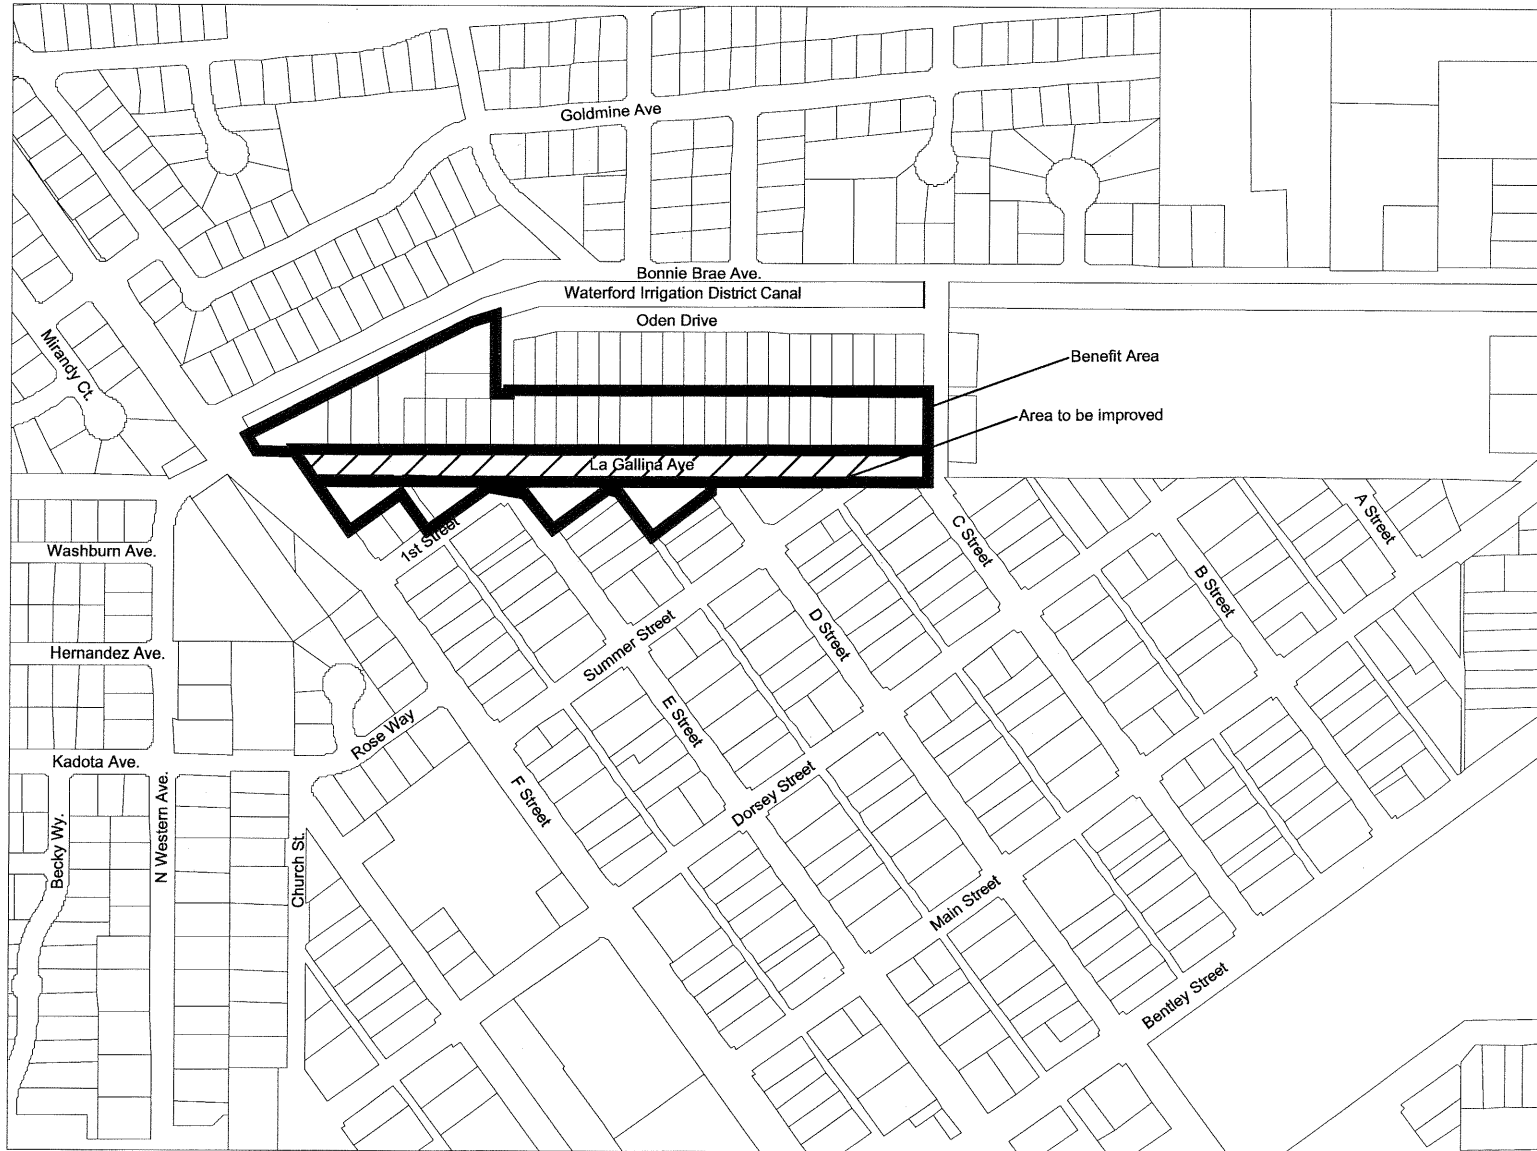 Goldmine Ave
Bonnie Brae Ave.
Waterford Irrigation District Canal
Oden Drive
Mirandy Ct.
Benefit Area
Area to be improved
La Gallina Ave
A Street
1st Street
C Street
Washburn Ave.
B Street
Summer Street
D Street
Hernandez Ave.
E Street
Rose Way
Kadota Ave.
F Street
Dorsey Street
N Western Ave.
Becky Wy.
Church St.
Main Street
Bentley Street